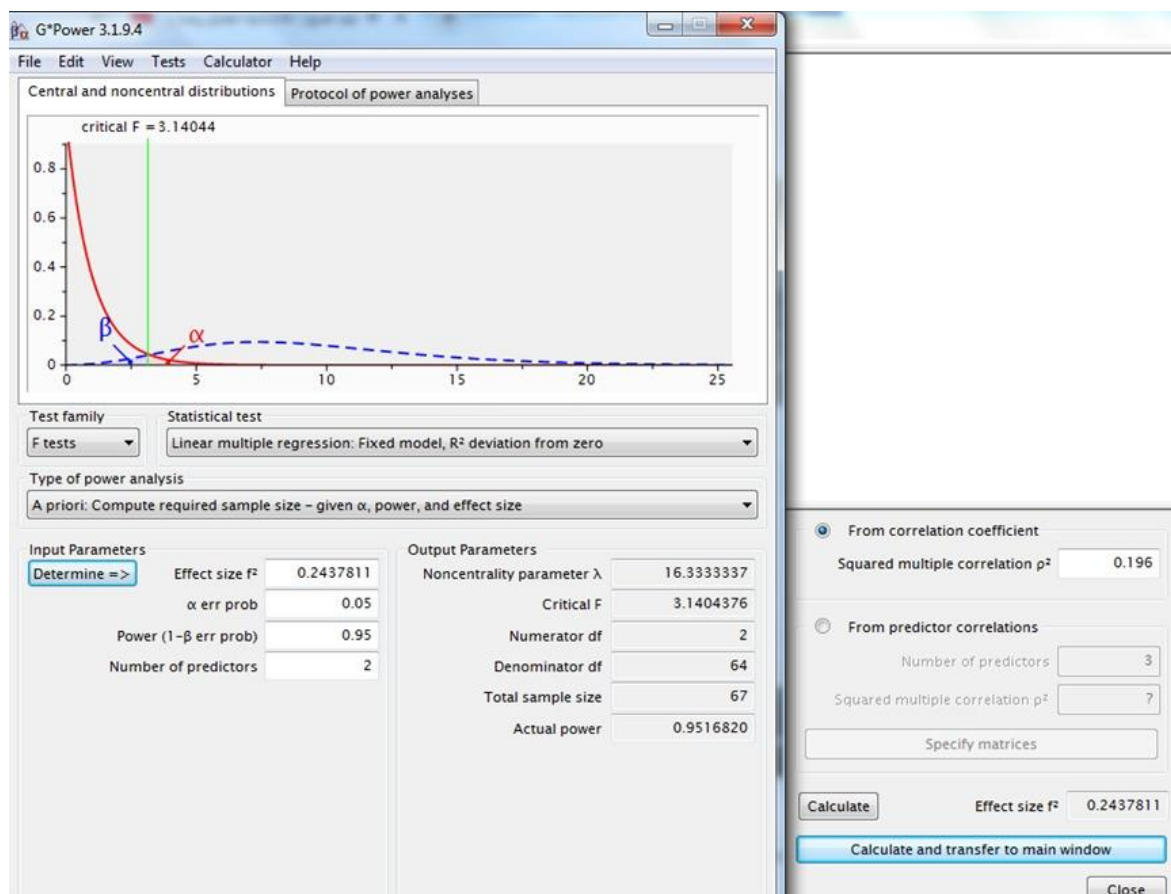 G*Power 3.1.9.4
File Edit View Tests Calculator Help
Central and noncentral distributions Protocol of power analyses
critical F = 3.14044
0.8
0.6
0.4
0.2
0
β
α
0 5 10 15 20 25
Test family
F tests
Statistical test
Linear multiple regression: Fixed model, R² deviation from zero
Type of power analysis
A priori: Compute required sample size – given α, power, and effect size
Input Parameters
Determine =>
Effect size f² 0.2437811
α err prob 0.05
Power (1-β err prob) 0.95
Number of predictors 2
Output Parameters
Noncentrality parameter λ 16.3333337
Critical F 3.1404376
Numerator df 2
Denominator df 64
Total sample size 67
Actual power 0.9516820
From correlation coefficient
Squared multiple correlation ρ² 0.196
From predictor correlations
Number of predictors 3
Squared multiple correlation ρ² ?
Specify matrices
Calculate
Effect size f² 0.2437811
Calculate and transfer to main window
Close